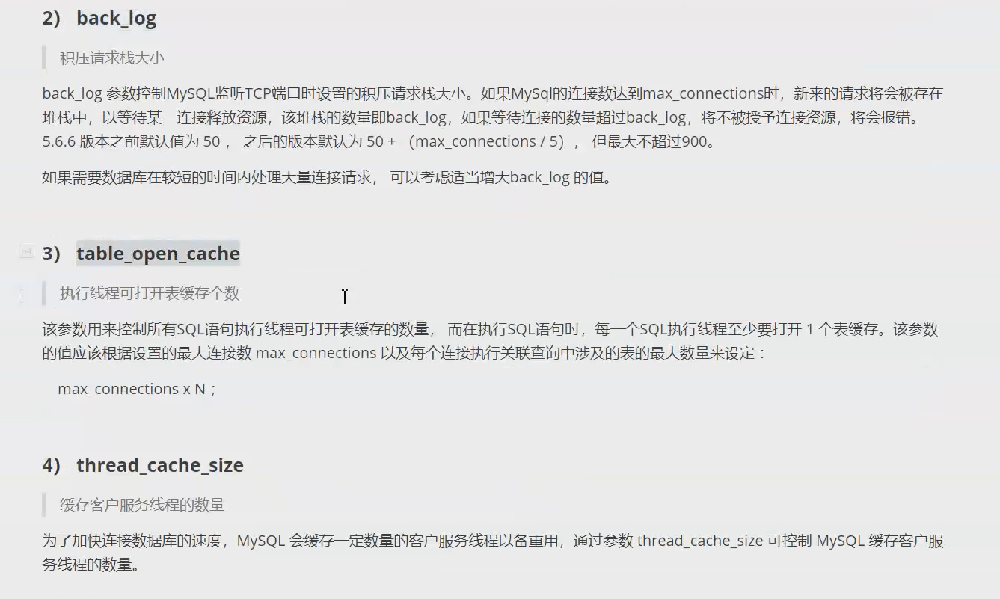 2） back_log
积压请求栈大小
back_log 参数控制MySQL监听TCP端口时设置的积压请求栈大小。如果MySql的连接数达到max_connections时，新来的请求将会被存在
堆栈中，以等待某一连接释放资源，该堆栈的数量即back_log，如果等待连接的数量超过back_log，将不被授予连接资源，将会报错。
5.6.6 版本之前默认值为 50 ， 之后的版本默认为 50 + （max_connections / 5）， 但最大不超过900。
如果需要数据库在较短的时间内处理大量连接请求， 可以考虑适当增大back_log 的值。
3） table_open_cache
执行线程可打开表缓存个数
该参数用来控制所有SQL语句执行线程可打开表缓存的数量， 而在执行SQL语句时，每一个SQL执行线程至少要打开 1 个表缓存。该参数
的值应该根据设置的最大连接数 max_connections 以及每个连接执行关联查询中涉及的表的最大数量来设定：
max_connections x N ；
4） thread_cache_size
缓存客户服务线程的数量
为了加快连接数据库的速度，MySQL 会缓存一定数量的客户服务线程以备重用，通过参数 thread_cache_size 可控制 MySQL 缓存客户服
务线程的数量。